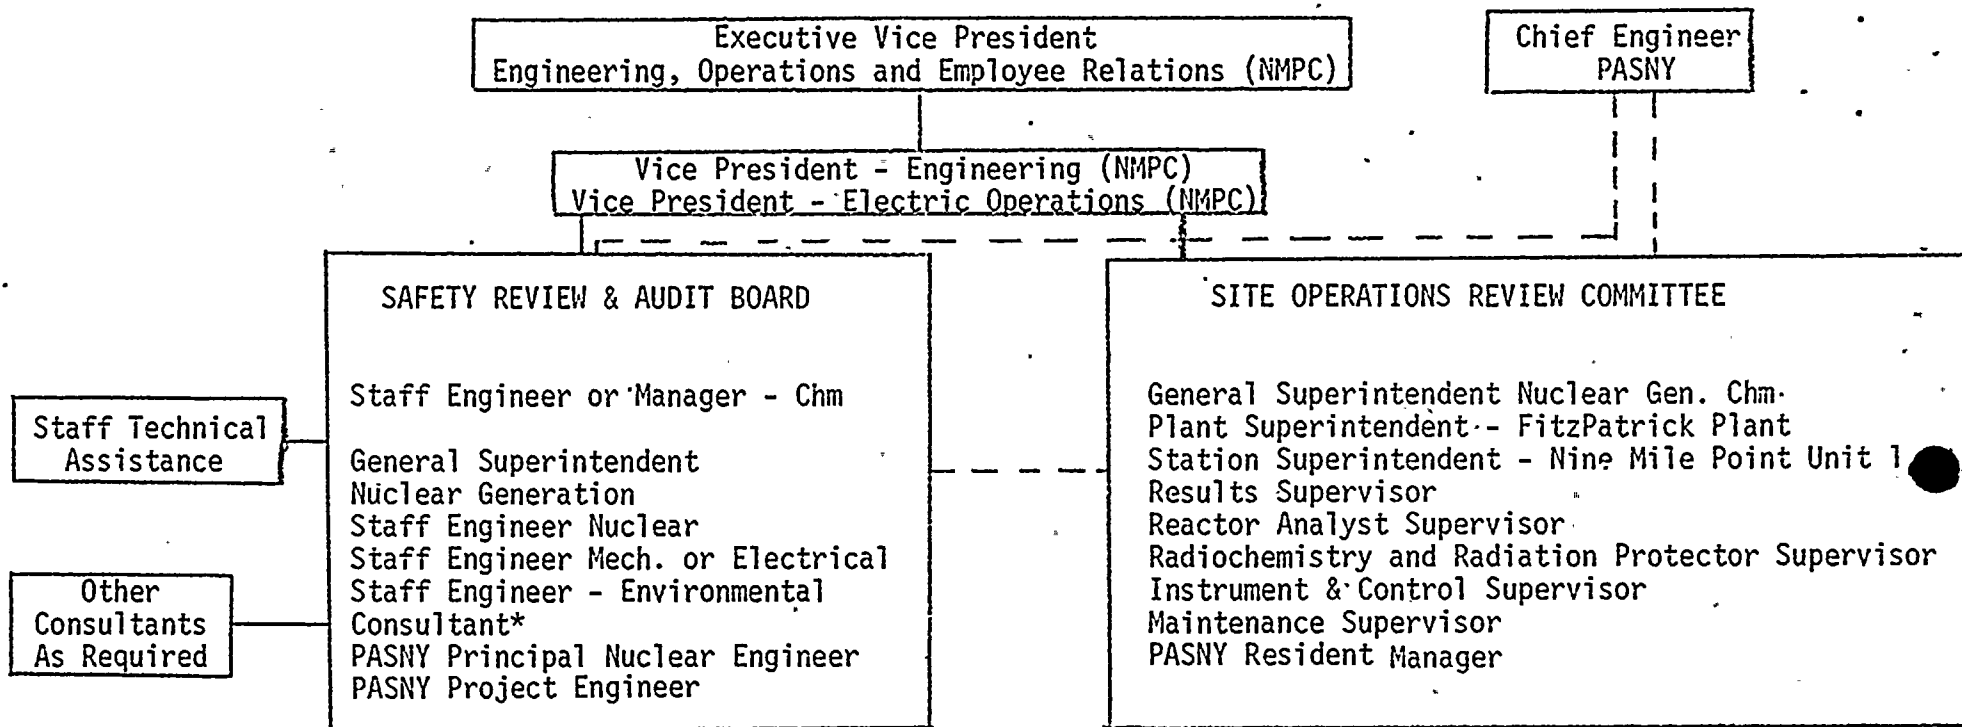 Executive Vice President
Engineering, Operations and Employee Relations (NMPC)
Chief Engineer
PASNY
Vice President - Engineering (NMPC)
Vice President - Electric Operations (NMPC)
SAFETY REVIEW & AUDIT BOARD
Staff Engineer or Manager - Chm
General Superintendent
Nuclear Generation
Staff Engineer Nuclear
Staff Engineer Mech. or Electrical
Staff Engineer - Environmental
Consultant*
PASNY Principal Nuclear Engineer
PASNY Project Engineer
Staff Technical
Assistance
Other
Consultants
As Required
SITE OPERATIONS REVIEW COMMITTEE
General Superintendent Nuclear Gen. Chm.
Plant Superintendent - FitzPatrick Plant
Station Superintendent - Nine Mile Point Unit 1
Results Supervisor
Reactor Analyst Supervisor
Radiochemistry and Radiation Protector Supervisor
Instrument & Control Supervisor
Maintenance Supervisor
PASNY Resident Manager